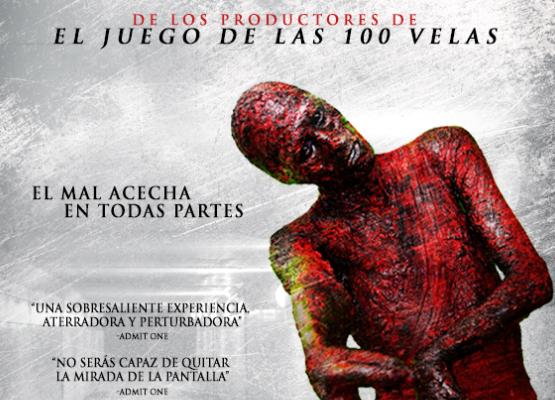 DE LOS PRODUCTORES DE
EL JUEGO DE LAS 100 VELAS
EL MAL ACECHA
EN TODAS PARTES
“UNA SOBRESALIENTE EXPERIENCIA,
ATERRADORA Y PERTURBADORA”
-ADMIT ONE
“NO SERÁS CAPAZ DE QUITAR
LA MIRADA DE LA PANTALLA”
-ADMIT ONE